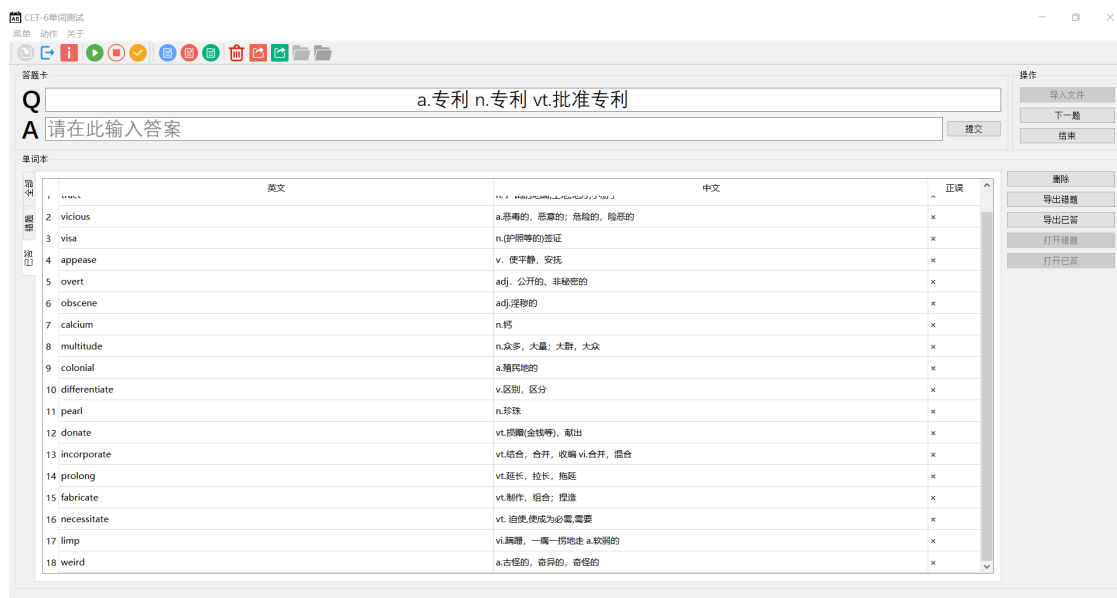 CET-6单词测试
菜单 动作 关于
答题卡
操作
Q a.专利 n.专利 vt.批准专利
导入文件
下一题
A 请在此输入答案 提交
结束
单词本
全部
错题
已答
英文 中文 正误
2 vicious a.恶毒的，恶意的；危险的，险恶的 ×
3 visa n.(护照等的)签证 ×
4 appease v. 使平静，安抚 ×
5 overt adj. 公开的、非秘密的 ×
6 obscene adj.淫秽的 ×
7 calcium n.钙 ×
8 multitude n.众多，大量；大群，大众 ×
9 colonial a.殖民地的 ×
10 differentiate v.区别，区分 ×
11 pearl n.珍珠 ×
12 donate vt.捐赠(金钱等)，献出 ×
13 incorporate vt.结合，合并，收编 vi.合并，混合 ×
14 prolong vt.延长，拉长，拖延 ×
15 fabricate vt.制作，组合；捏造 ×
16 necessitate vt. 迫使,使成为必需,需要 ×
17 limp vi.蹒跚，一瘸一拐地走 a.软弱的 ×
18 weird a.古怪的，奇异的，奇怪的 ×
删除
导出错题
导出已答
打开错题
打开已答